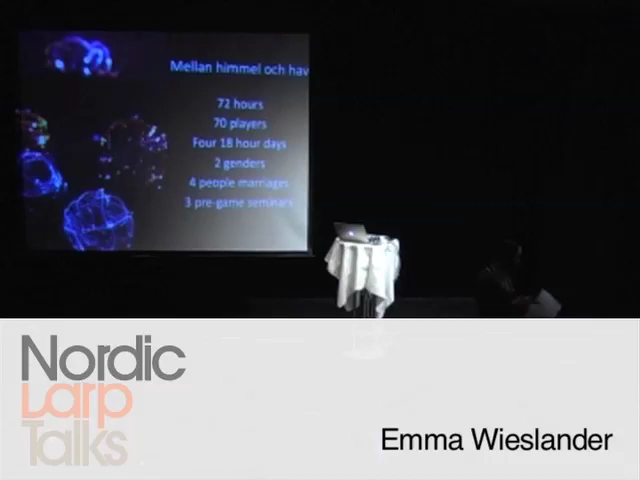 Mellan himmel och hav
72 hours
70 players
Four 18 hour days
2 genders
4 people marriages
3 pre-game seminars
Nordic
Larp
Talks
Emma Wieslander